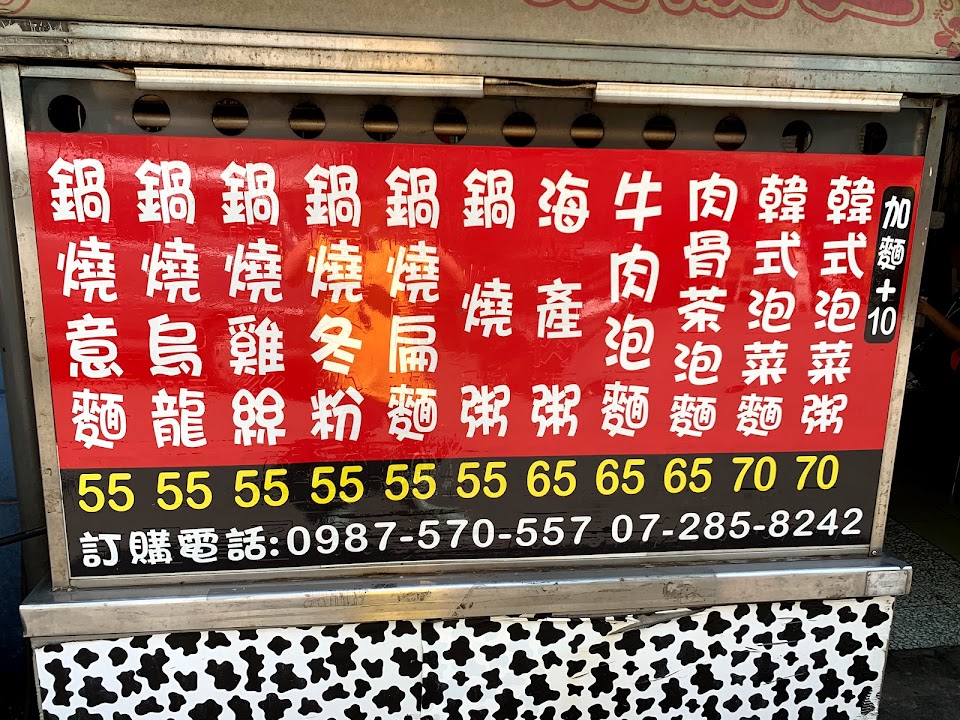 鍋燒意麵
鍋燒烏龍
鍋燒雞絲
鍋燒冬粉
鍋燒扁麵
鍋燒粥
海產粥
牛肉泡麵
肉骨茶泡麵
韓式泡菜麵
韓式泡菜粥
加麵+10
55 55 55 55 55 55 65 65 65 70 70
訂購電話:0987-570-557 07-285-8242